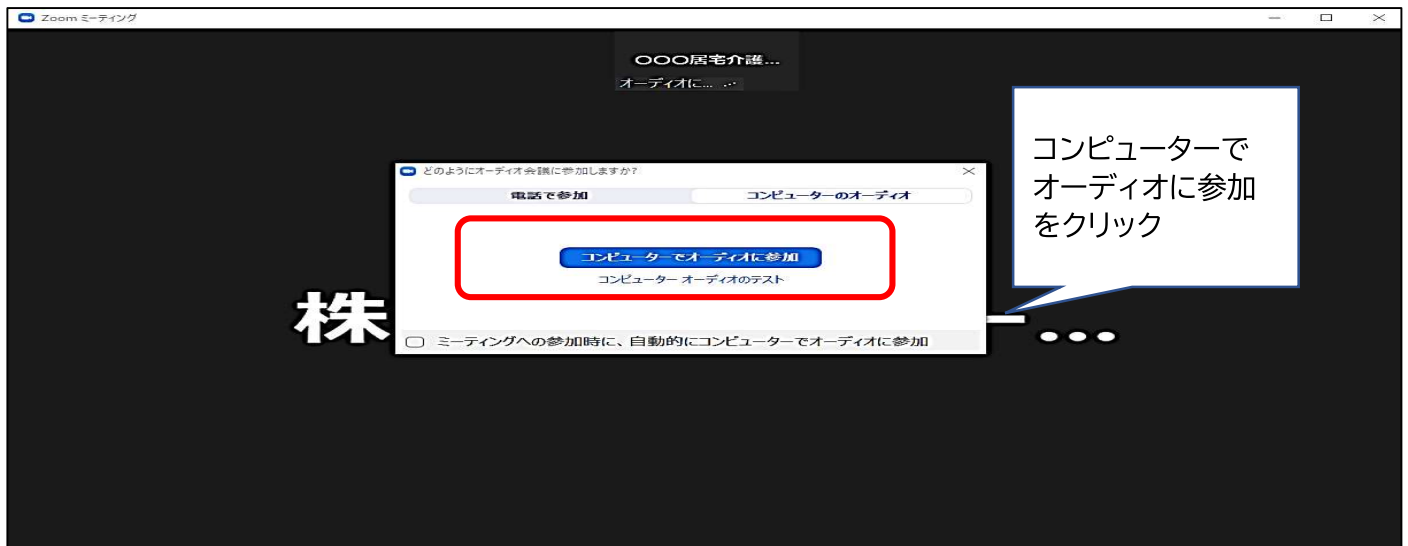 Zoom ミーティング
〇〇〇居宅介護...
オーディオに... ...
コンピューターで
オーディオに参加
をクリック
どのようにオーディオ会議に参加しますか?
電話で参加 コンピューターのオーディオ
コンピューターでオーディオに参加
コンピューター オーディオのテスト
株 ー...
ミーティングへの参加時に、自動的にコンピューターでオーディオに参加